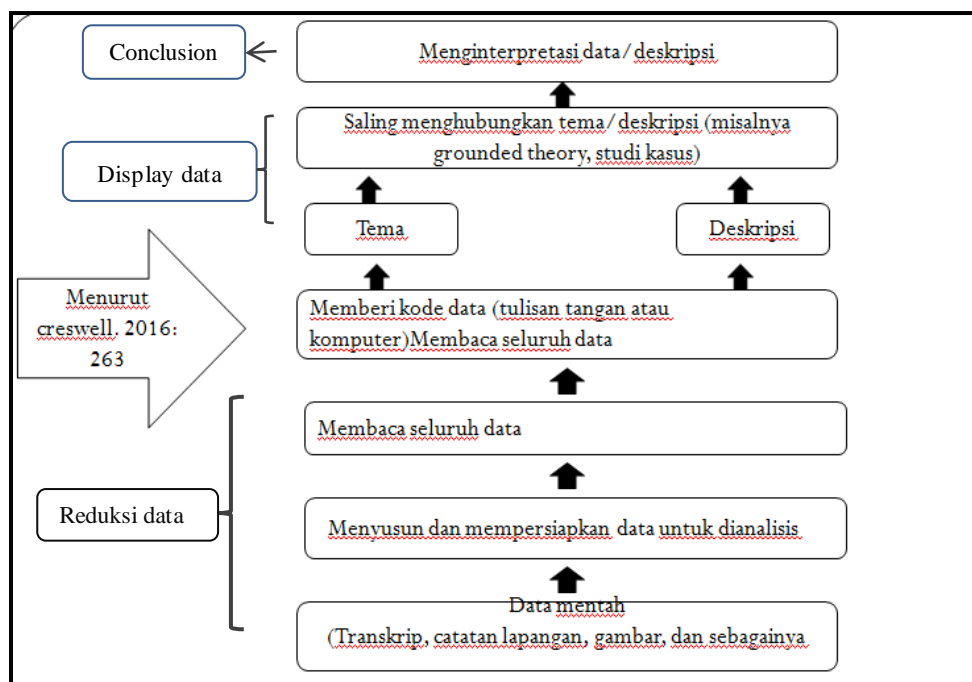 Conclusion
Menginterpretasi data/deskripsi
Saling menghubungkan tema/deskripsi (misalnya
grounded theory, studi kasus)
Display data
Tema
Deskripsi
Menurut
creswell. 2016:
263
Memberi kode data (tulisan tangan atau
komputer)Membaca seluruh data
Membaca seluruh data
Reduksi data
Menyusun dan mempersiapkan data untuk dianalisis
Data mentah
(Transkrip, catatan lapangan, gambar, dan sebagainya